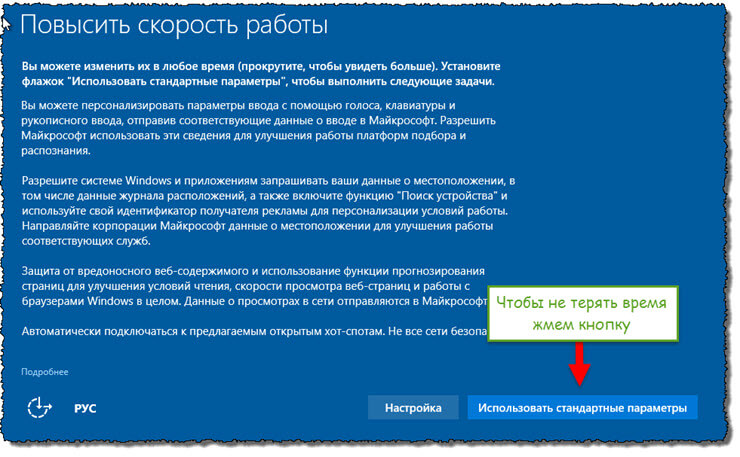 Повысить скорость работы
Вы можете изменить их в любое время (прокрутите, чтобы увидеть больше). Установите
флажок "Использовать стандартные параметры", чтобы выполнить следующие задачи.
Вы можете персонализировать параметры ввода с помощью голоса, клавиатуры и
рукописного ввода, отправив соответствующие данные о вводе в Майкрософт. Разрешить
Майкрософт использовать эти сведения для улучшения работы платформ подбора и
распознания.
Разрешите системе Windows и приложениям запрашивать ваши данные о местоположении, в
том числе данные журнала расположений, а также включите функцию "Поиск устройства" и
используйте свой идентификатор получателя рекламы для персонализации условий работы.
Направляйте корпорации Майкрософт данные о местоположении для улучшения работы
соответствующих служб.
Защита от вредоносного веб-содержимого и использование функции прогнозирования
страниц для улучшения условий чтения, скорости просмотра веб-страниц и работы с
браузерами Windows в целом. Данные о просмотрах в сети отправляются в Майкрософт
Чтобы не терять время
жмем кнопку
Автоматически подключаться к предлагаемым открытым хот-спотам. Не все сети
Подробнее
РУС
Настройка
Использовать стандартные параметры